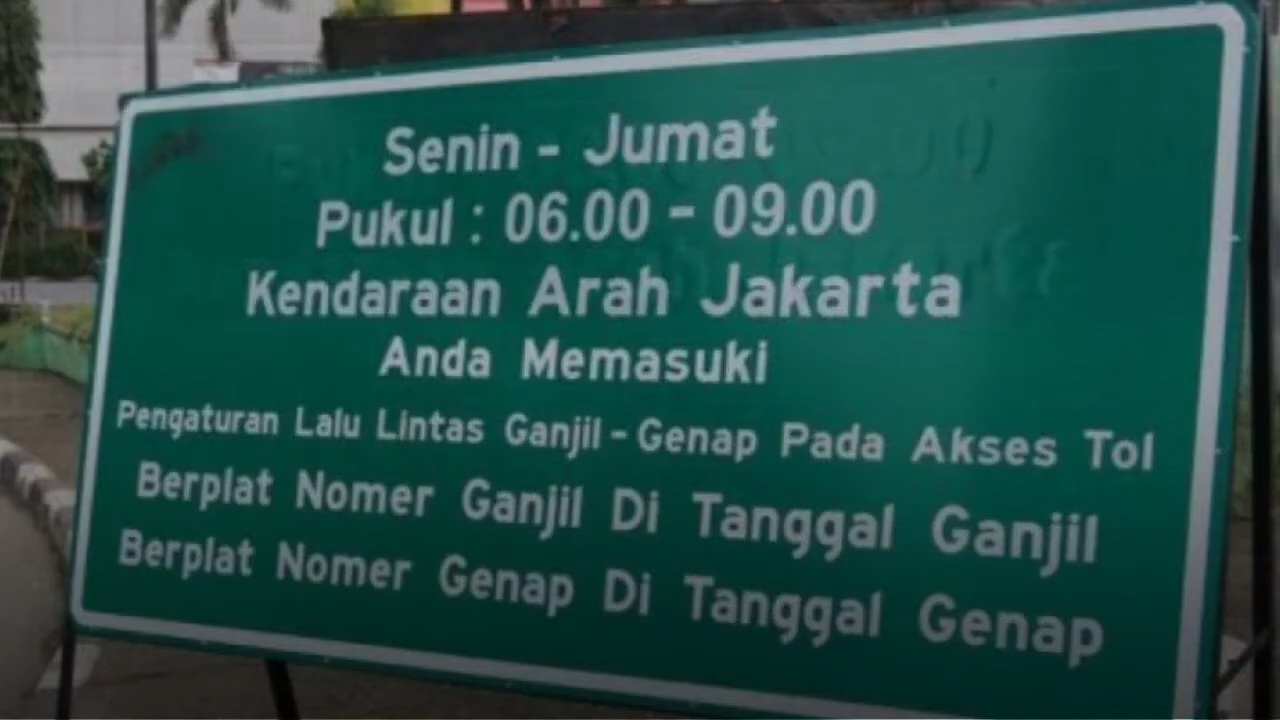 Senin - Jumat
Pukul : 06.00 - 09.00
Kendaraan Arah Jakarta
Anda Memasuki
Pengaturan Lalu Lintas Ganjil - Genap Pada Akses Tol
Berplat Nomer Ganjil Di Tanggal Ganjil
Berplat Nomer Genap Di Tanggal Genap